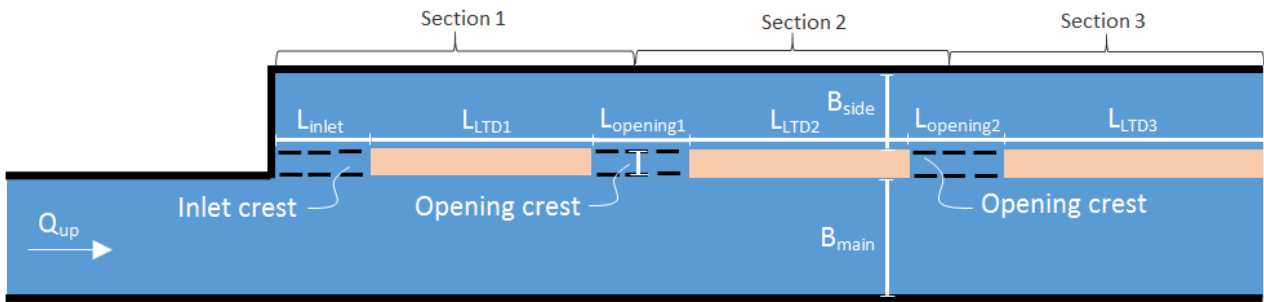 Section 1
Section 2
Section 3
B_side
L_inlet
L_LTD1
L_opening1
L_LTD2
L_opening2
L_LTD3
Inlet crest
Opening crest
Opening crest
Q_up
B_main